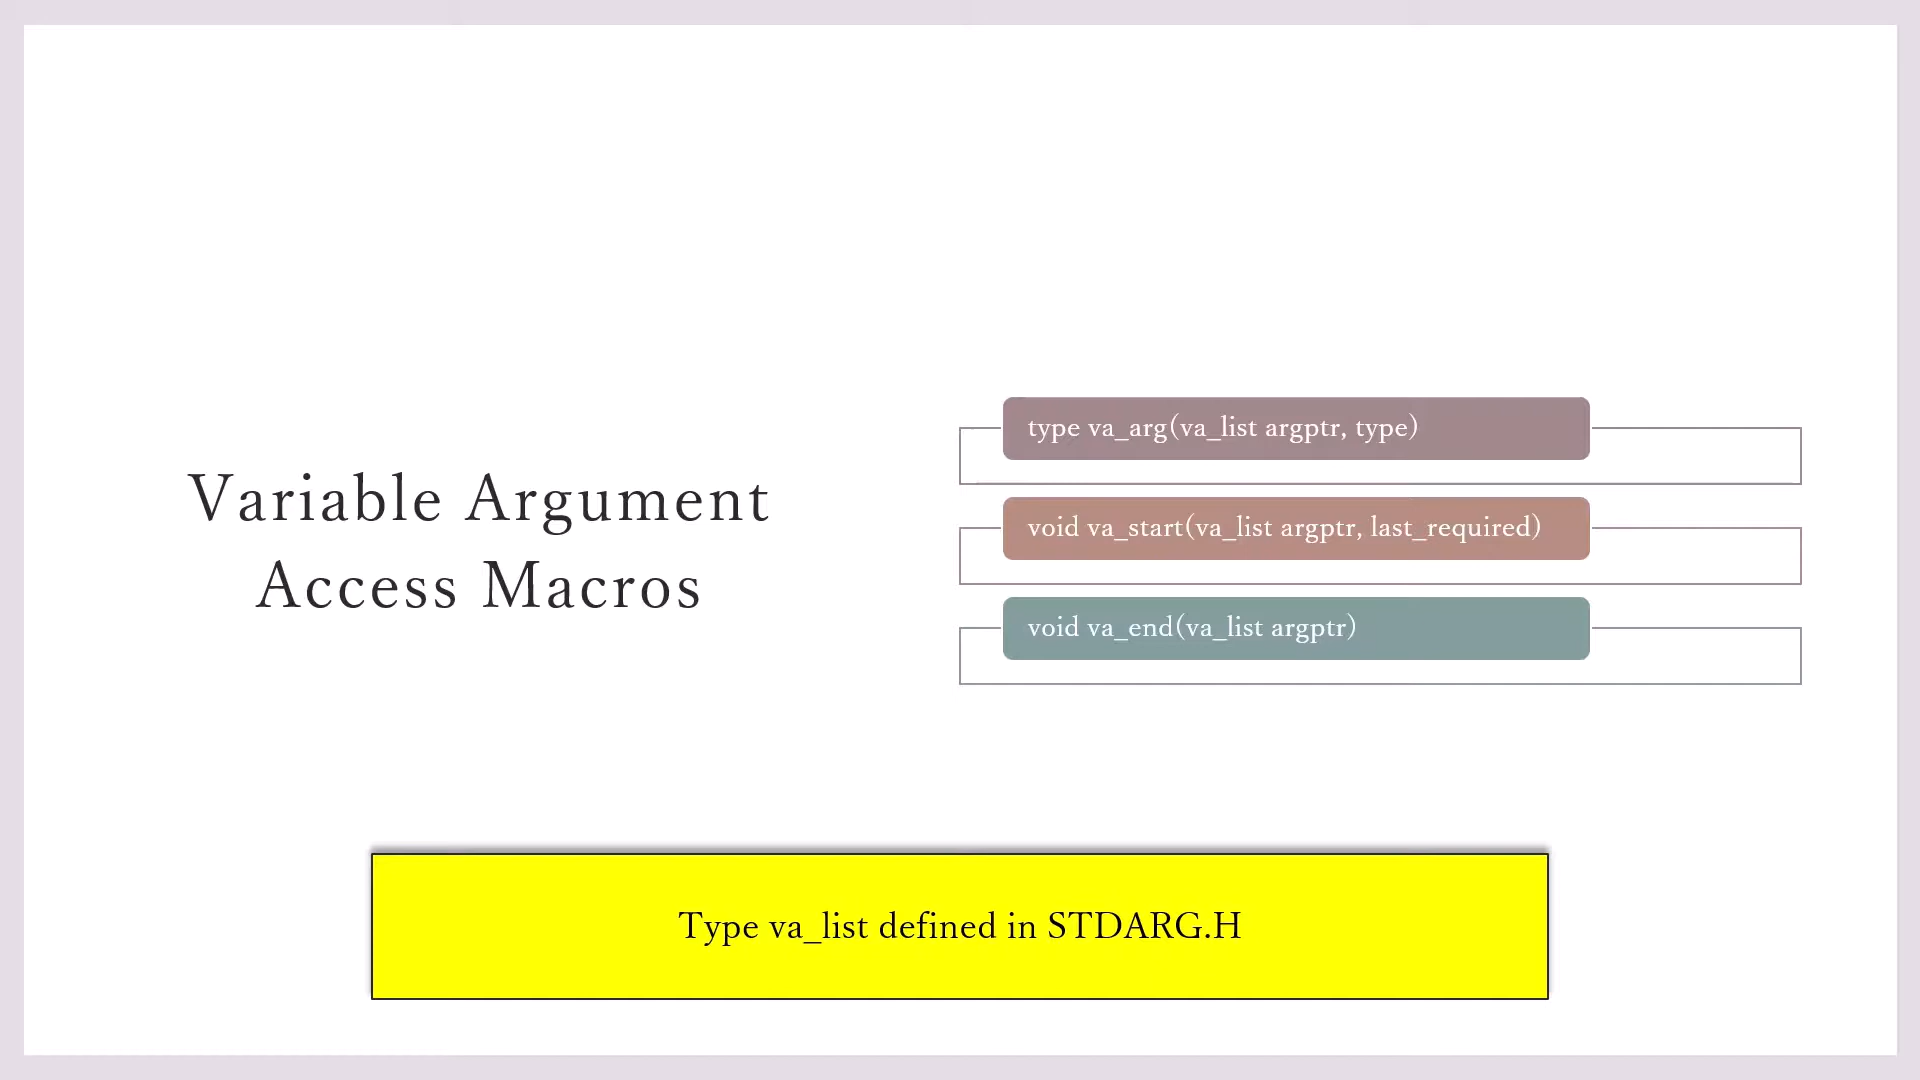 Variable Argument
Access Macros
type va_arg(va_list argptr, type)
void va_start(va_list argptr, last_required)
void va_end(va_list argptr)
Type va_list defined in STDARG.H